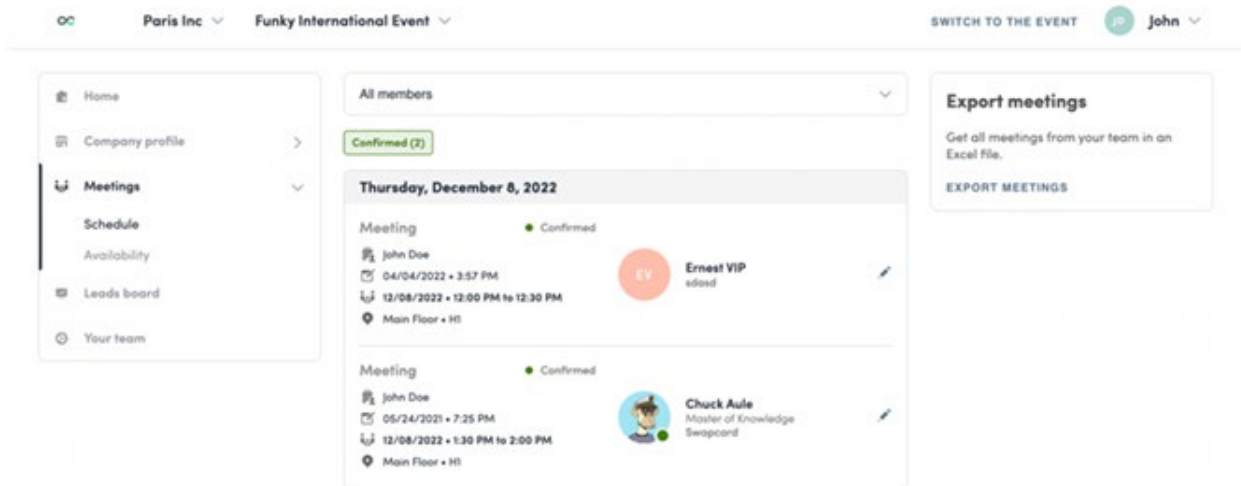 Paris Inc
Funky International Event
SWITCH TO THE EVENT
JD
John
Home
Company profile
Meetings
Schedule
Availability
Leads board
Your team
All members
Confirmed (2)
Thursday, December 8, 2022
Meeting
Confirmed
John Doe
04/04/2022 • 3:57 PM
12/08/2022 • 12:00 PM to 12:30 PM
Main Floor • H1
EV
Ernest VIP
sdasd
Meeting
Confirmed
John Doe
05/24/2021 • 7:25 PM
12/08/2022 • 1:30 PM to 2:00 PM
Main Floor • H1
Chuck Aule
Master of Knowledge
Swapcard
Export meetings
Get all meetings from your team in an
Excel file.
EXPORT MEETINGS